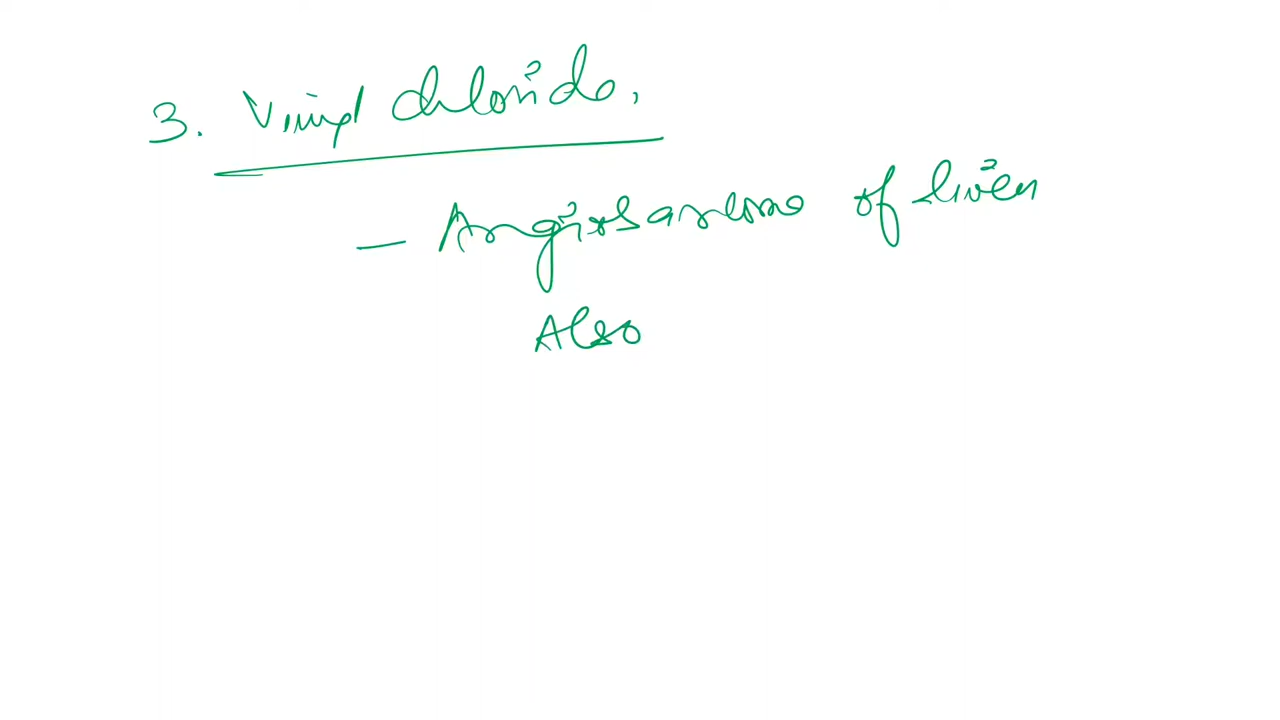 3. Vinyl chloride.
– Angiosarcoma of liver
Also